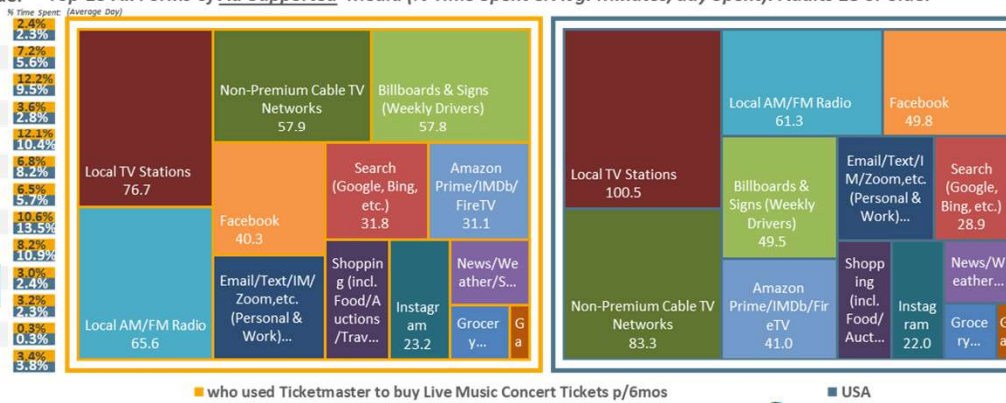 % Time Spent: (Average Day)
2.4%
2.3%
7.2%
5.6%
12.2%
9.5%
3.6%
2.8%
12.1%
10.4%
6.8%
8.2%
6.5%
5.7%
10.6%
13.5%
8.2%
10.9%
3.0%
2.4%
3.2%
2.3%
0.3%
0.3%
3.4%
3.8%
Local TV Stations
76.7
Local AM/FM Radio
65.6
Non-Premium Cable TV
Networks
57.9
Billboards & Signs
(Weekly Drivers)
57.8
Facebook
40.3
Search
(Google, Bing,
etc.)
31.8
Amazon
Prime/IMDb/
FireTV
31.1
Email/Text/IM/
Zoom,etc.
(Personal &
Work)...
Shoppin
g (incl.
Food/A
uctions
/Trav...
Instagr
am
23.2
News/We
ather/S...
Grocer
y...
G
a
Local TV Stations
100.5
Non-Premium Cable TV
Networks
83.3
Local AM/FM Radio
61.3
Facebook
49.8
Billboards &
Signs (Weekly
Drivers)
49.5
Amazon
Prime/IMDb/Fir
eTV
41.0
Email/Text/I
M/Zoom,etc.
(Personal &
Work)...
Search
(Google,
Bing, etc.)
28.9
Shopp
ing
(incl.
Food/
Auct...
Instag
ram
22.0
News/W
eather...
Groce
ry...
who used Ticketmaster to buy Live Music Concert Tickets p/6mos
USA